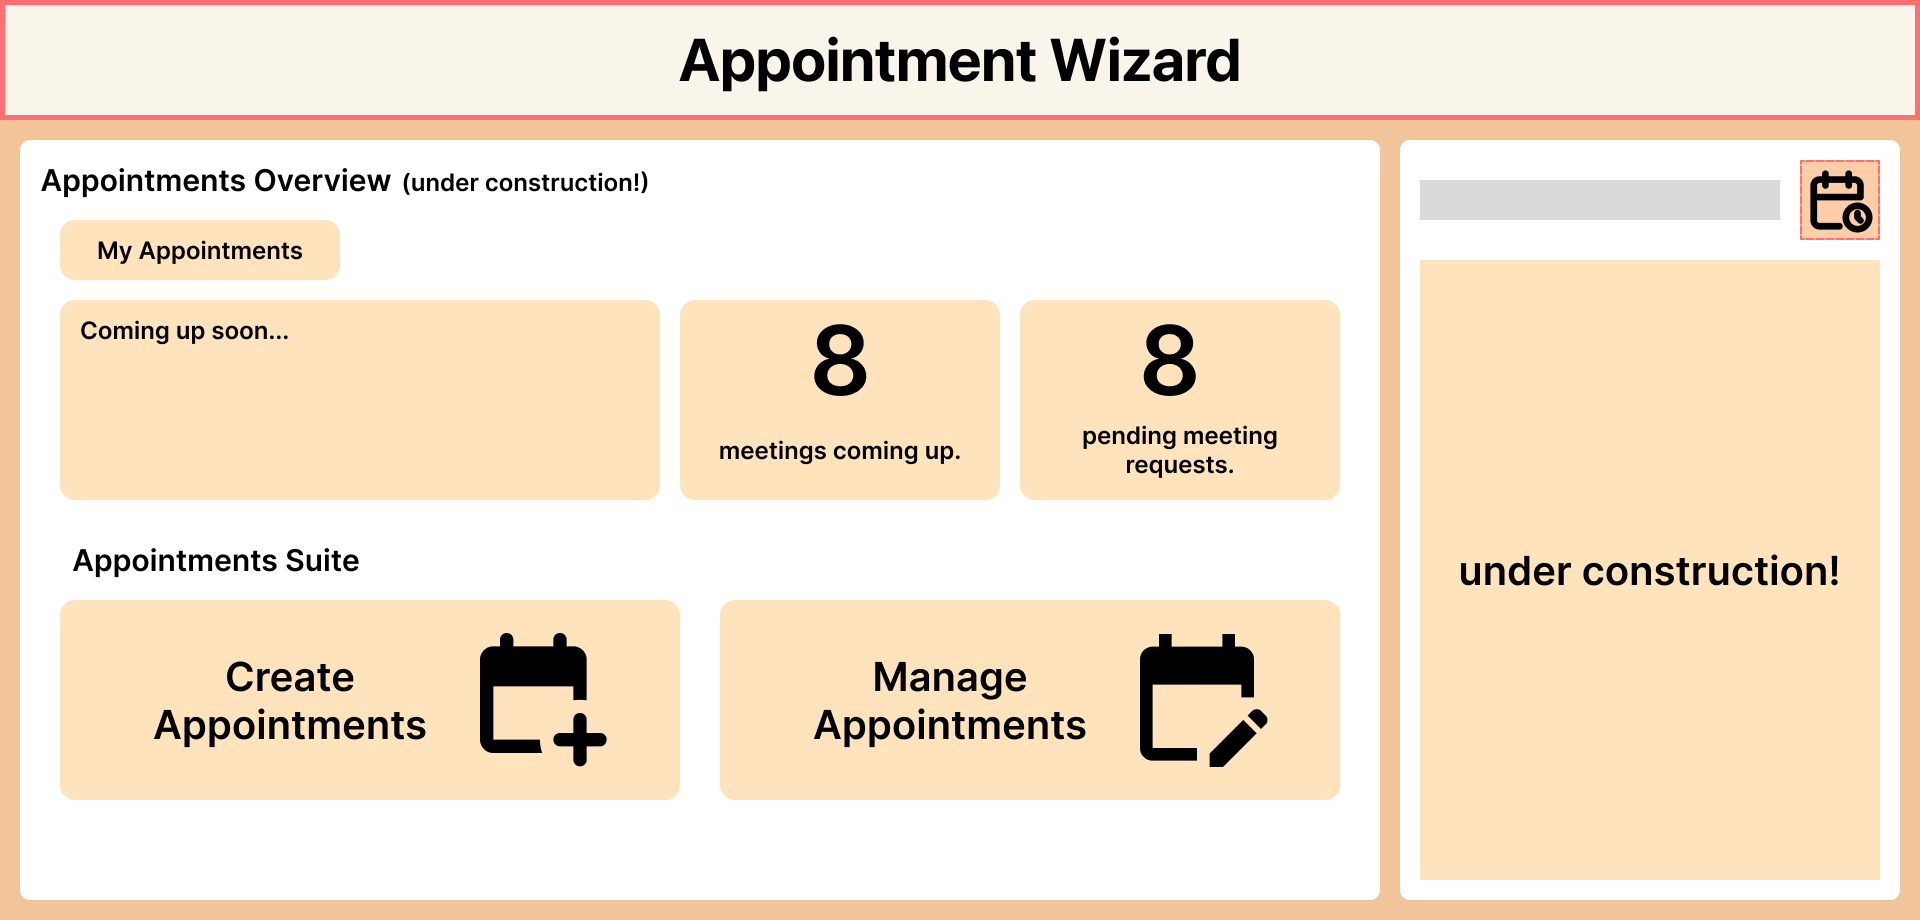 Appointment Wizard
Appointments Overview (under construction!)
My Appointments
Coming up soon...
8
meetings coming up.
8
pending meeting
requests.
Appointments Suite
Create
Appointments
Manage
Appointments
under construction!